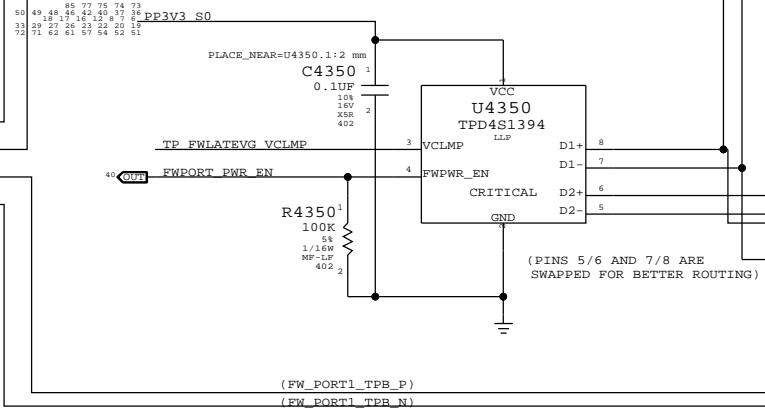 85 77 75 74 73
50 49 48 46 42 40 37 36
18 17 16 12 8 7 6
33 29 27 26 23 22 20 19
72 71 62 61 57 54 52 51
PP3V3_S0
PLACE_NEAR=U4350.1:2 mm
C4350 1
0.1UF
10%
16V
X5R
402
2
1
VCC
U4350
TPD4S1394
LLP
TP_FWLATEVG_VCLMP
3 VCLMP
D1+ 8
D1- 7
40 OUT FWPORT_PWR_EN
4 FWPWR_EN
CRITICAL
D2+ 6
D2- 5
GND
2
R4350 1
100K
5%
1/16W
MF-LF
402 2
(PINS 5/6 AND 7/8 ARE
SWAPPED FOR BETTER ROUTING)
(FW_PORT1_TPB_P)
(FW_PORT1_TPB_N)